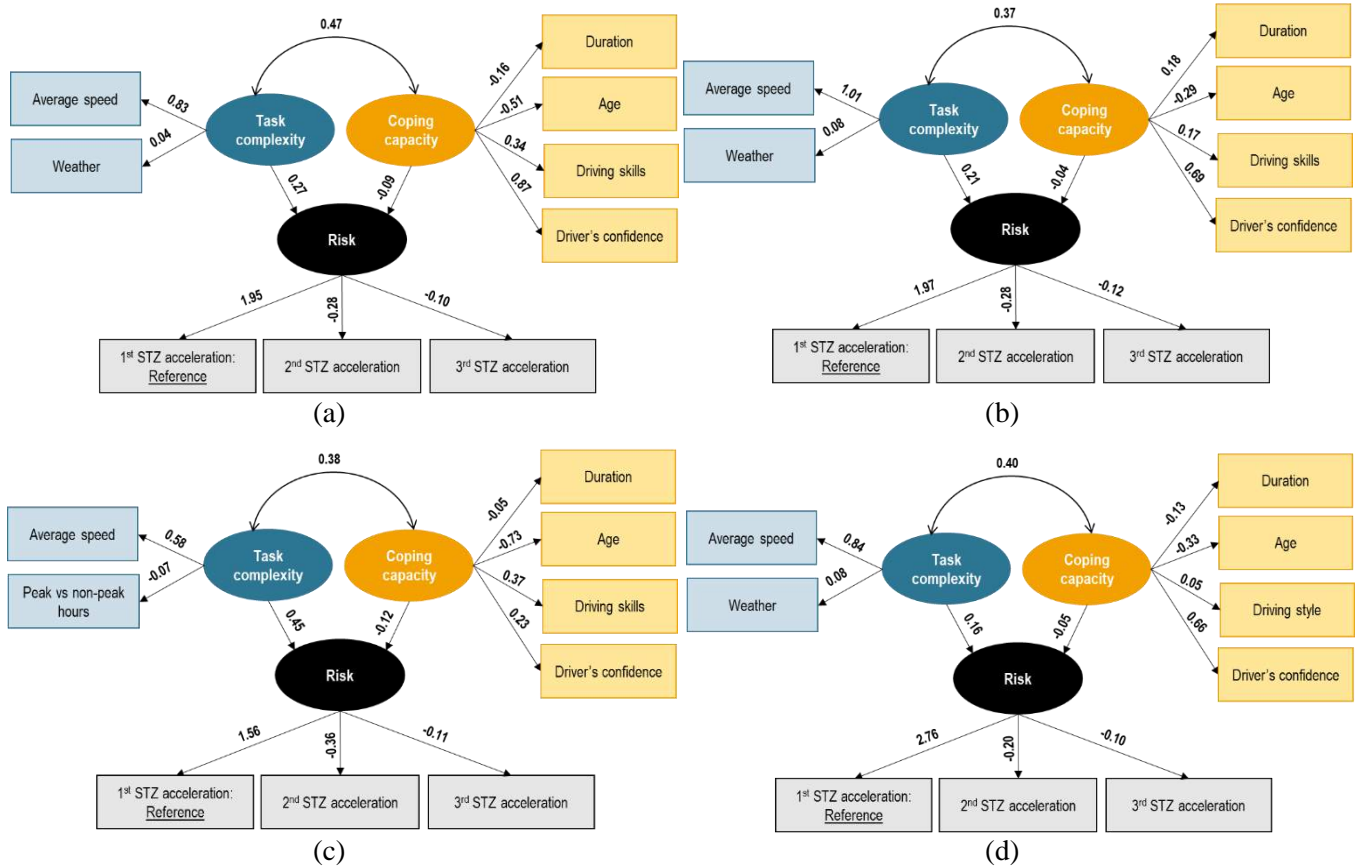 0.47
Duration
-0.16
Average speed
0.83
Task
complexity
Coping
capacity
-0.51
Age
0.04
Weather
0.34
Driving skills
0.87
0.27
-0.09
Driver's confidence
Risk
1.95
-0.28
-0.10
1st STZ acceleration:
Reference
2nd STZ acceleration
3rd STZ acceleration
(a)
0.37
Duration
0.18
Average speed
1.01
Task
complexity
Coping
capacity
-0.29
Age
0.08
Weather
0.17
Driving skills
0.69
0.21
-0.04
Driver's confidence
Risk
1.97
-0.28
-0.12
1st STZ acceleration:
Reference
2nd STZ acceleration
3rd STZ acceleration
(b)
0.38
Duration
-0.05
Average speed
0.58
Task
complexity
Coping
capacity
-0.73
Age
-0.07
Peak vs non-peak
hours
0.37
Driving skills
0.23
0.45
-0.12
Driver's confidence
Risk
1.56
-0.36
-0.11
1st STZ acceleration:
Reference
2nd STZ acceleration
3rd STZ acceleration
(c)
0.40
Duration
-0.13
Average speed
0.84
Task
complexity
Coping
capacity
-0.33
Age
0.08
Weather
0.05
Driving style
0.66
0.16
-0.05
Driver's confidence
Risk
2.76
-0.20
-0.10
1st STZ acceleration:
Reference
2nd STZ acceleration
3rd STZ acceleration
(d)